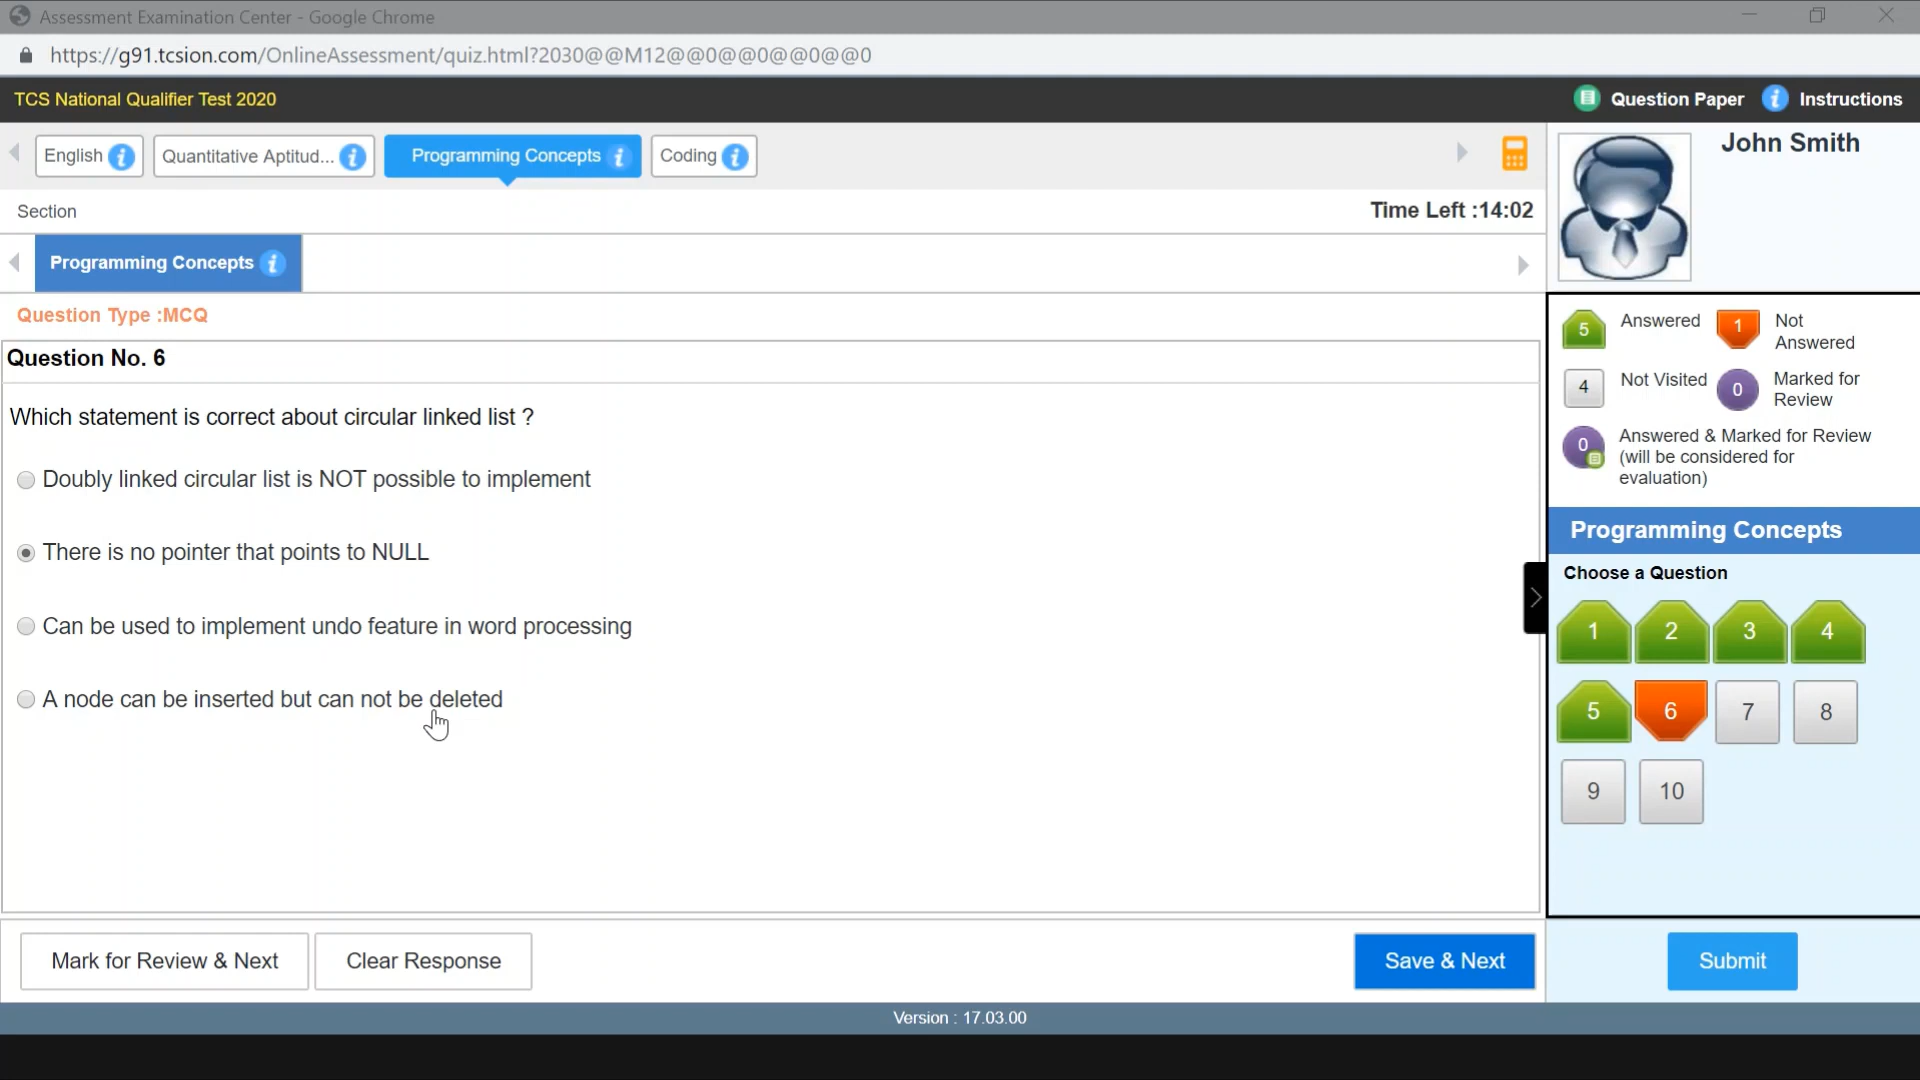 Assessment Examination Center - Google Chrome
https://g91.tcsion.com/OnlineAssessment/quiz.html?2030@@M12@@0@@0@@0@@0
TCS National Qualifier Test 2020
Question Paper
i Instructions
English i
Quantitative Aptitud... i
Programming Concepts i
Coding i
John Smith
Section
Time Left :14:02
Programming Concepts i
Question Type :MCQ
Question No. 6
Which statement is correct about circular linked list ?
Doubly linked circular list is NOT possible to implement
There is no pointer that points to NULL
Can be used to implement undo feature in word processing
A node can be inserted but can not be deleted
5 Answered
1 Not
Answered
4 Not Visited
0 Marked for
Review
0 Answered & Marked for Review
(will be considered for
evaluation)
Programming Concepts
Choose a Question
1 2 3 4
5 6 7 8
9 10
Mark for Review & Next
Clear Response
Save & Next
Submit
Version : 17.03.00